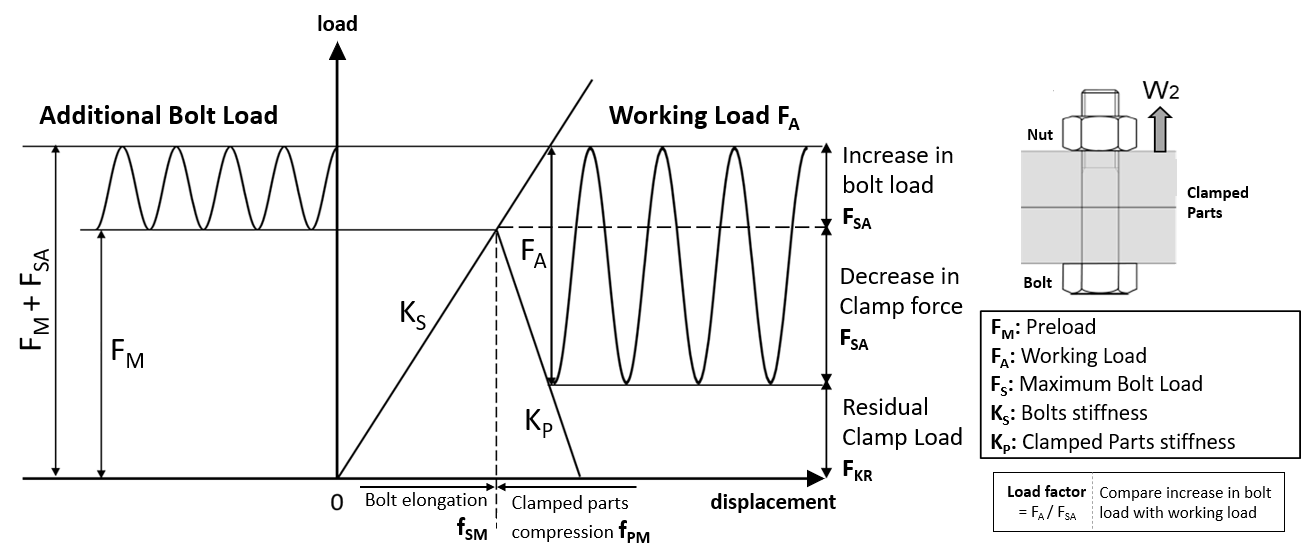 load
Additional Bolt Load
Working Load FA
FM + FSA
FM
KS
FA
KP
Increase in
bolt load
FSA
Decrease in
Clamp force
FSA
Residual
Clamp Load
FKR
0
Bolt elongation
fSM
Clamped parts
compression fPM
displacement
W2
Nut
Clamped
Parts
Bolt
FM: Preload
FA: Working Load
FS: Maximum Bolt Load
KS: Bolts stiffness
KP: Clamped Parts stiffness
Load factor
= FA / FSA
Compare increase in bolt
load with working load